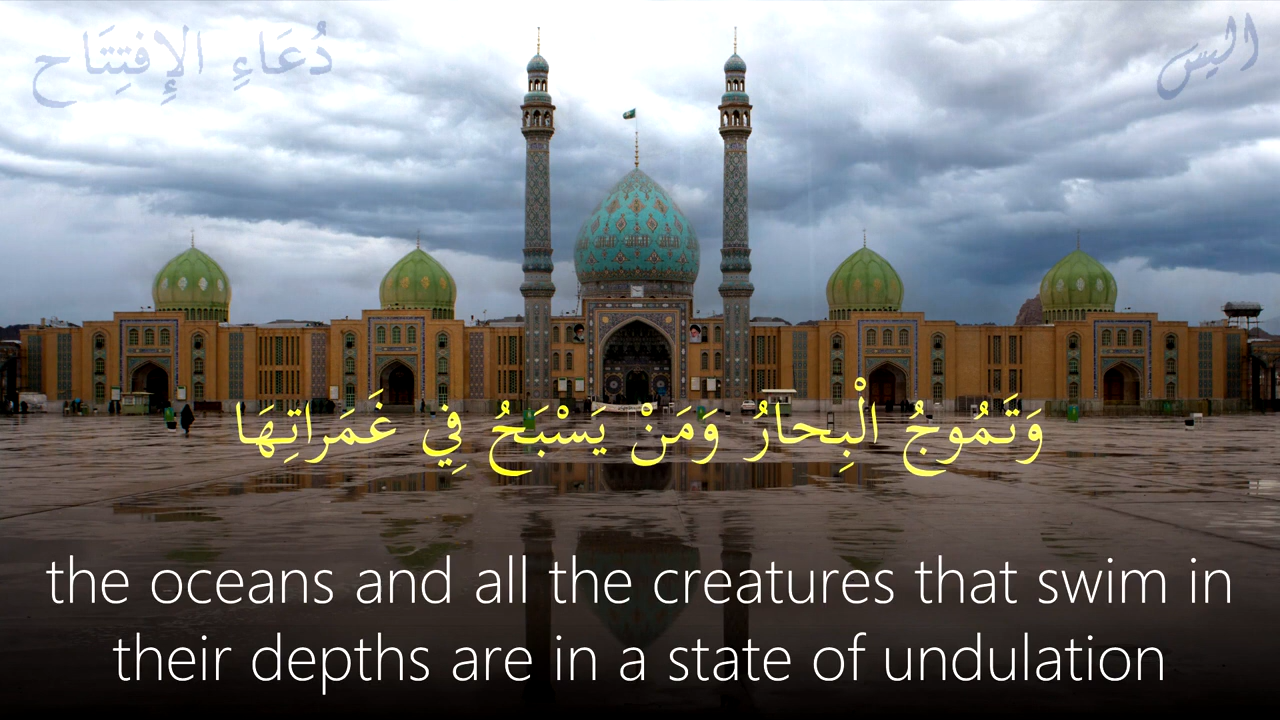 دُعَاءِ الإِفتِتَاح
اليس
وَتَمُوجُ الْبِحارُ وَمَنْ يَسْبَحُ فِي غَمَراتِهَا
the oceans and all the creatures that swim in
their depths are in a state of undulation